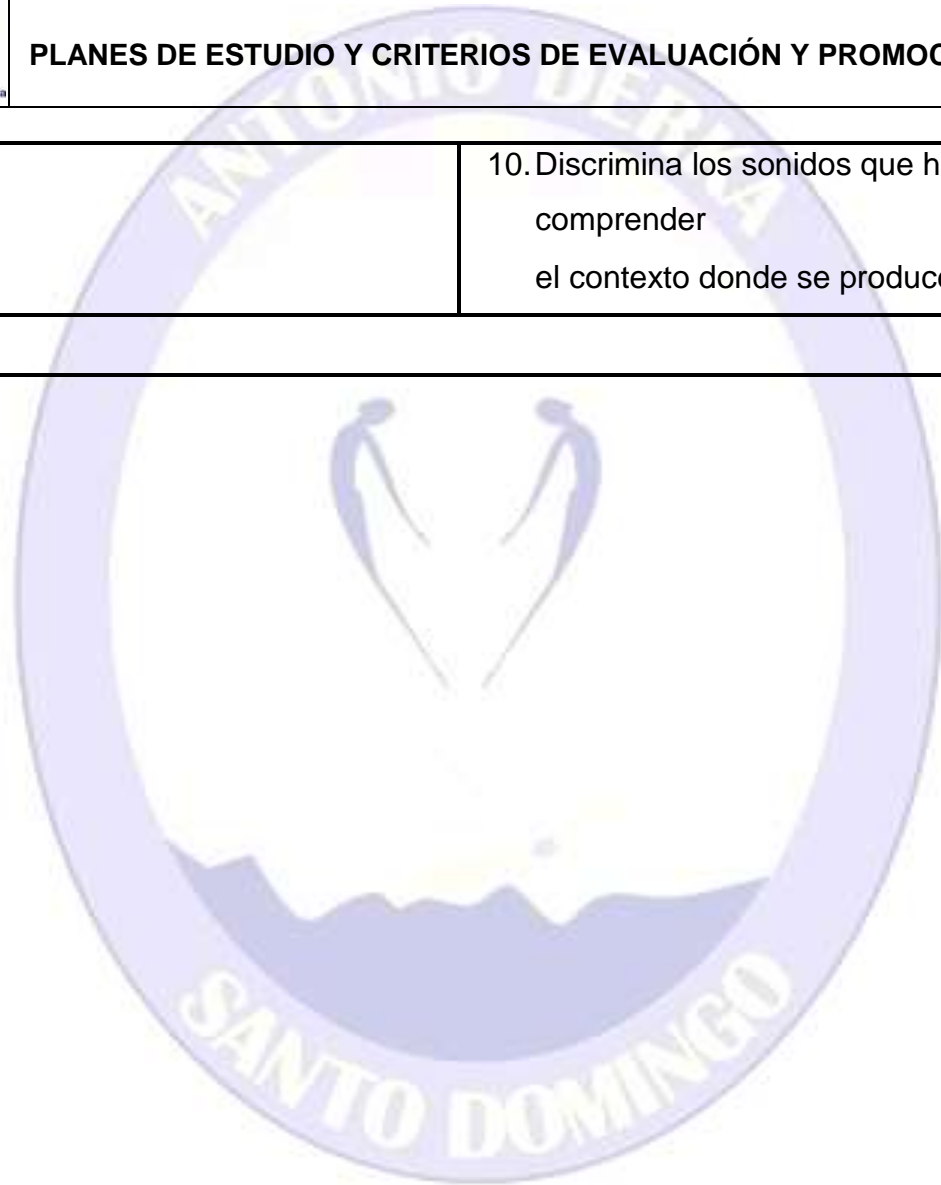 PLANES DE ESTUDIO Y CRITERIOS DE EVALUACIÓN Y PROMOC
10. Discrimina los sonidos que h
comprender
el contexto donde se produc
ANTONIO DERKA
SANTO DOMINGO